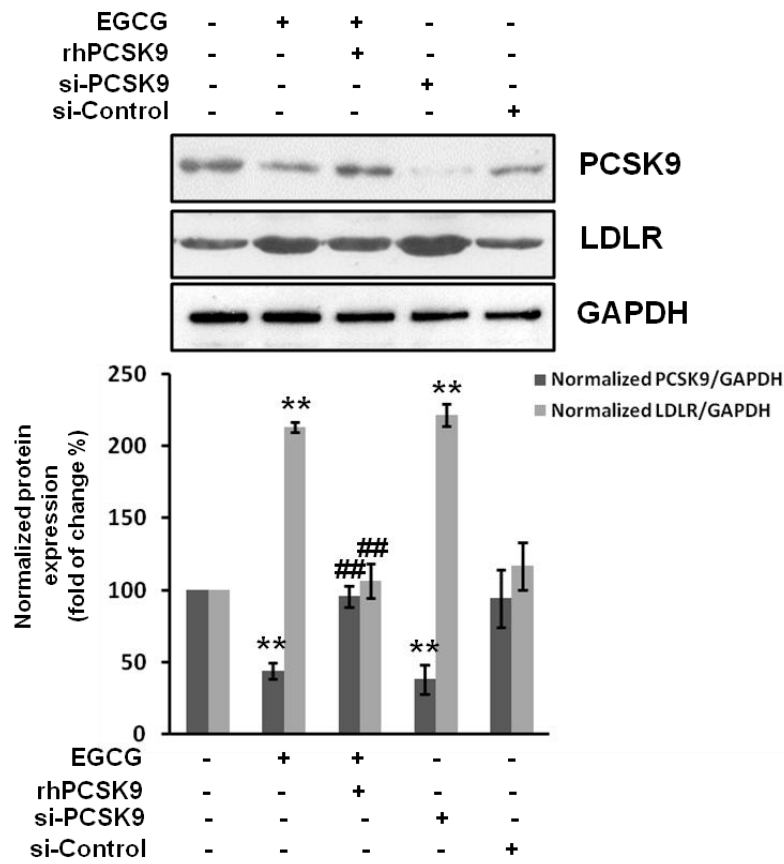 EGCG - + + - -
rhPCSK9 - - + - -
si-PCSK9 - - - + -
si-Control - - - - +
PCSK9
LDLR
GAPDH
Normalized protein
expression
(fold of change %)
250
200
150
100
50
0
**
**
##
##
**
**
Normalized PCSK9/GAPDH
Normalized LDLR/GAPDH
EGCG - + + - -
rhPCSK9 - - + - -
si-PCSK9 - - - + -
si-Control - - - - +